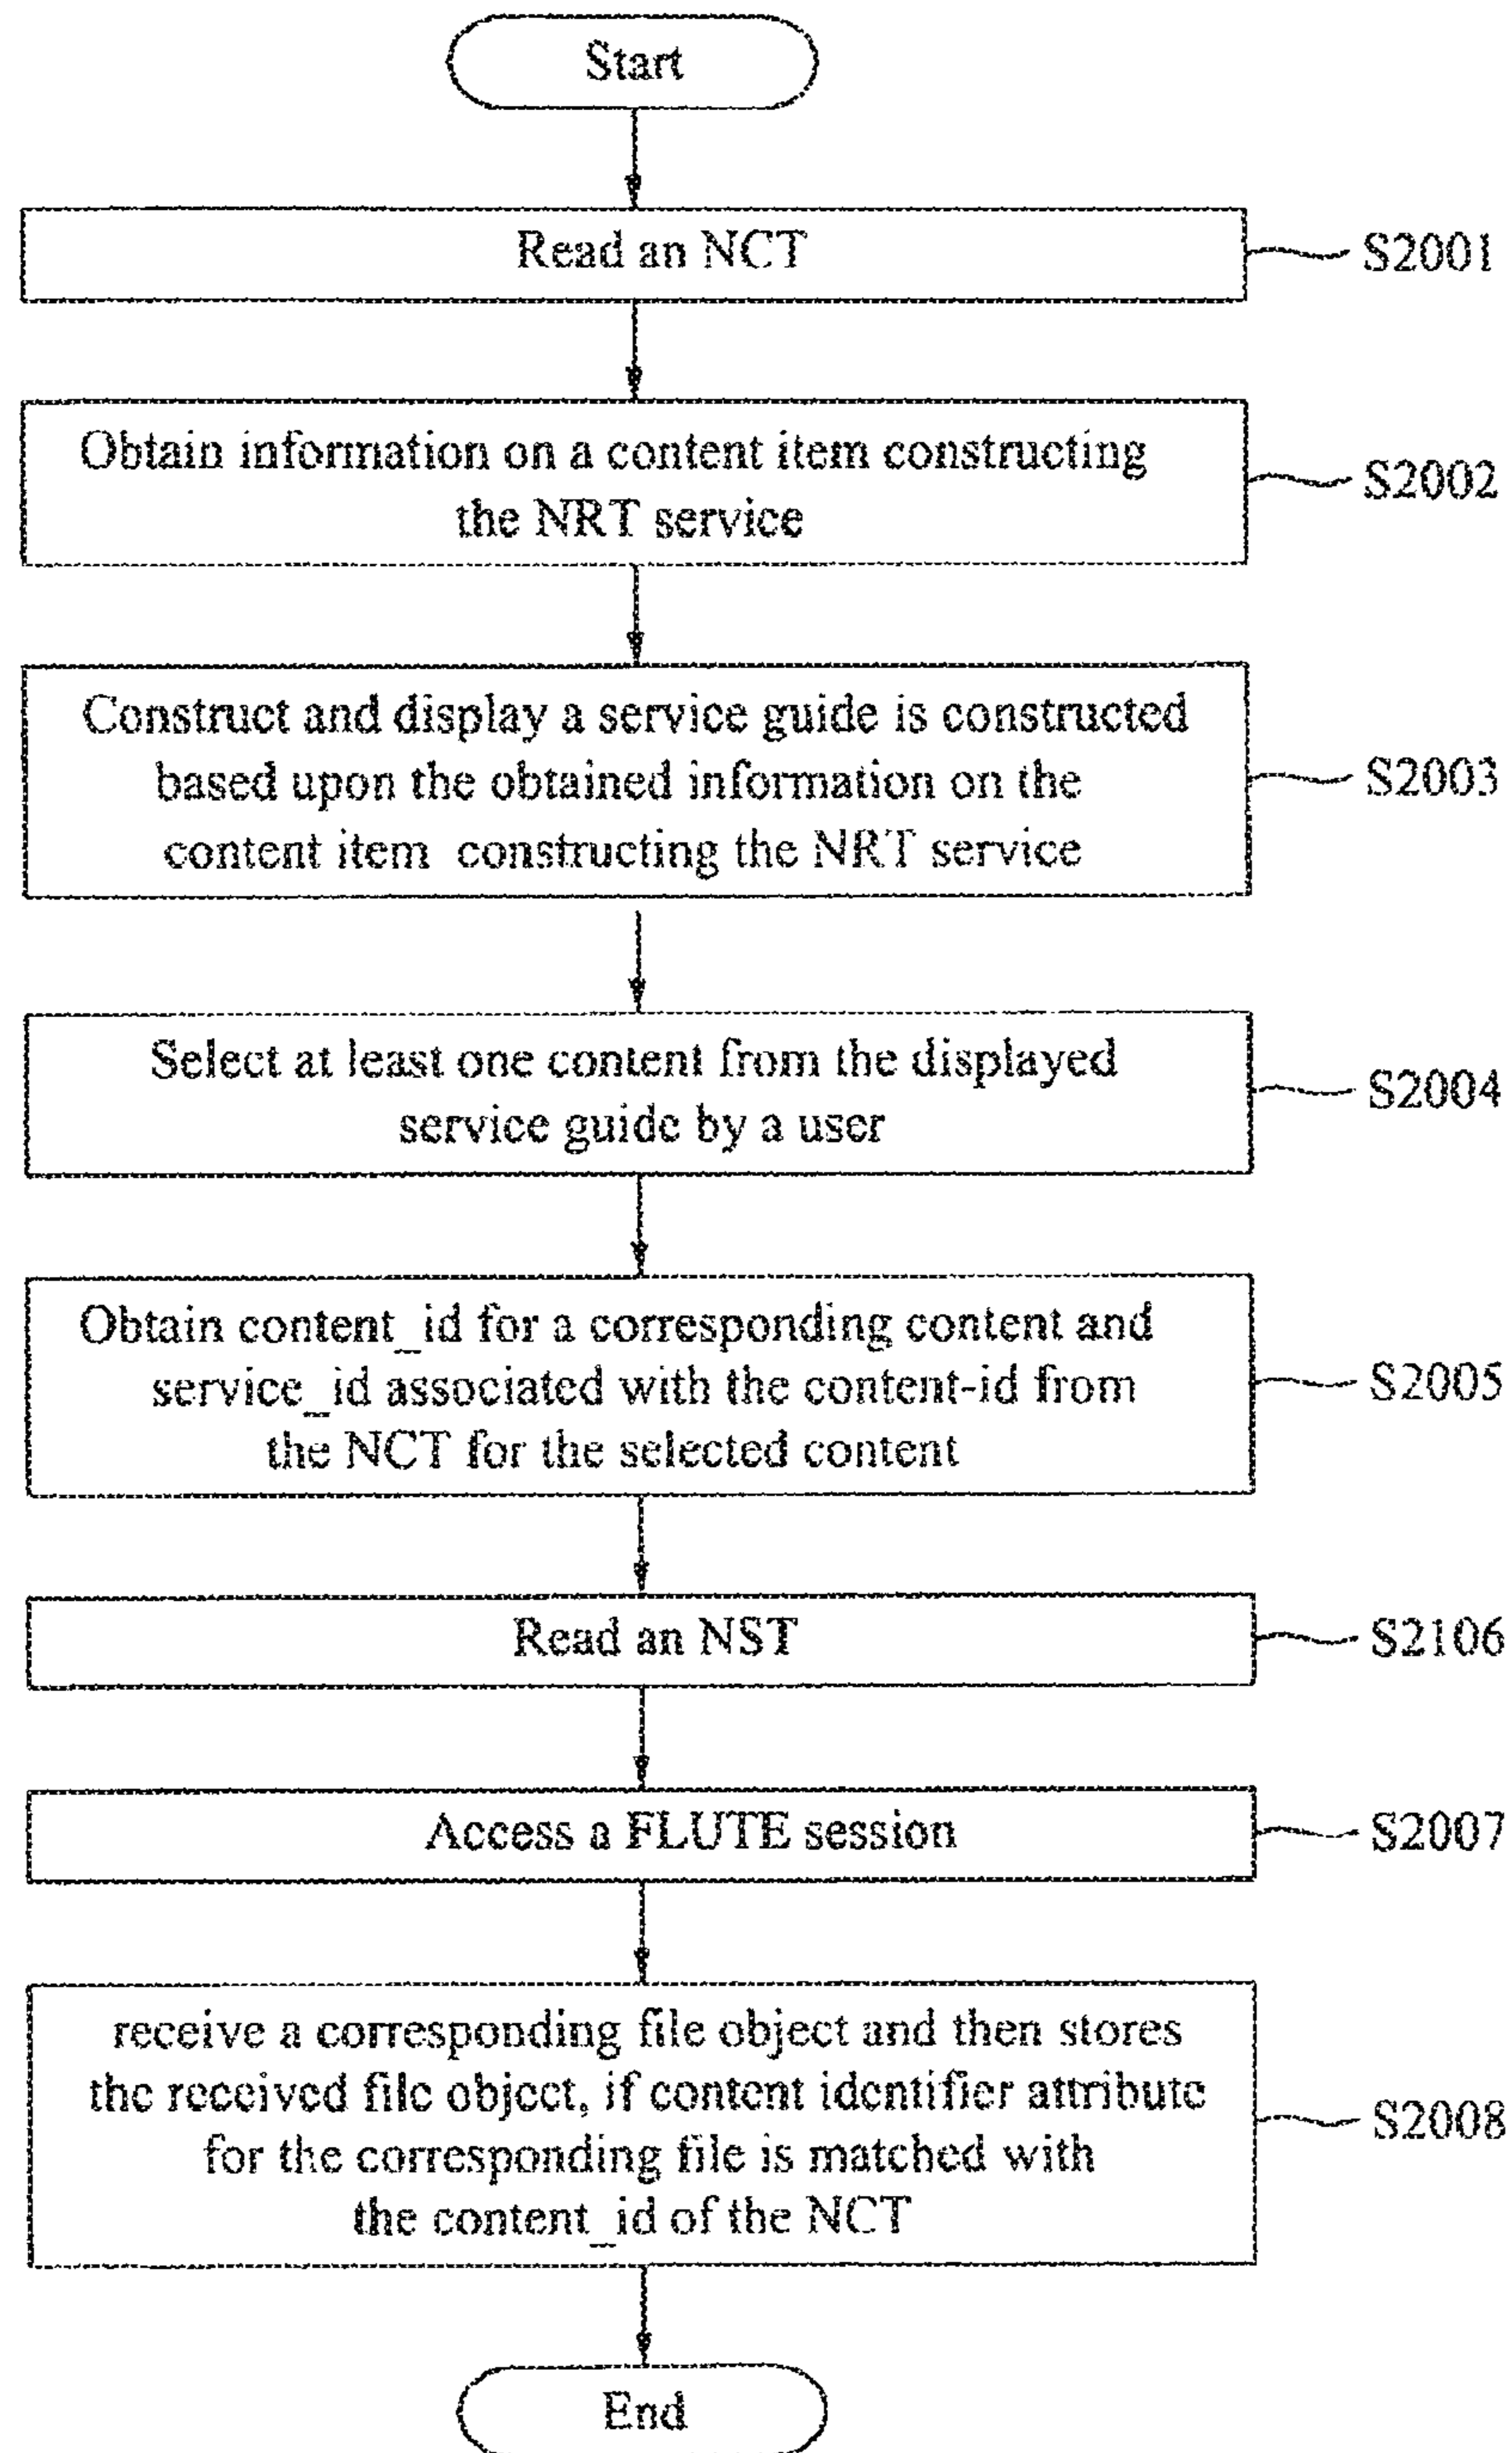 Start
Read an NCT
S2001
Obtain information on a content item constructing
the NRT service
S2002
Construct and display a service guide is constructed
based upon the obtained information on the
content item constructing the NRT service
S2003
Select at least one content from the displayed
service guide by a user
S2004
Obtain content_id for a corresponding content and
service_id associated with the content-id from
the NCT for the selected content
S2005
Read an NST
S2106
Access a FLUTE session
S2007
receive a corresponding file object and then stores
the received file object, if content identifier attribute
for the corresponding file is matched with
the content_id of the NCT
S2008
End